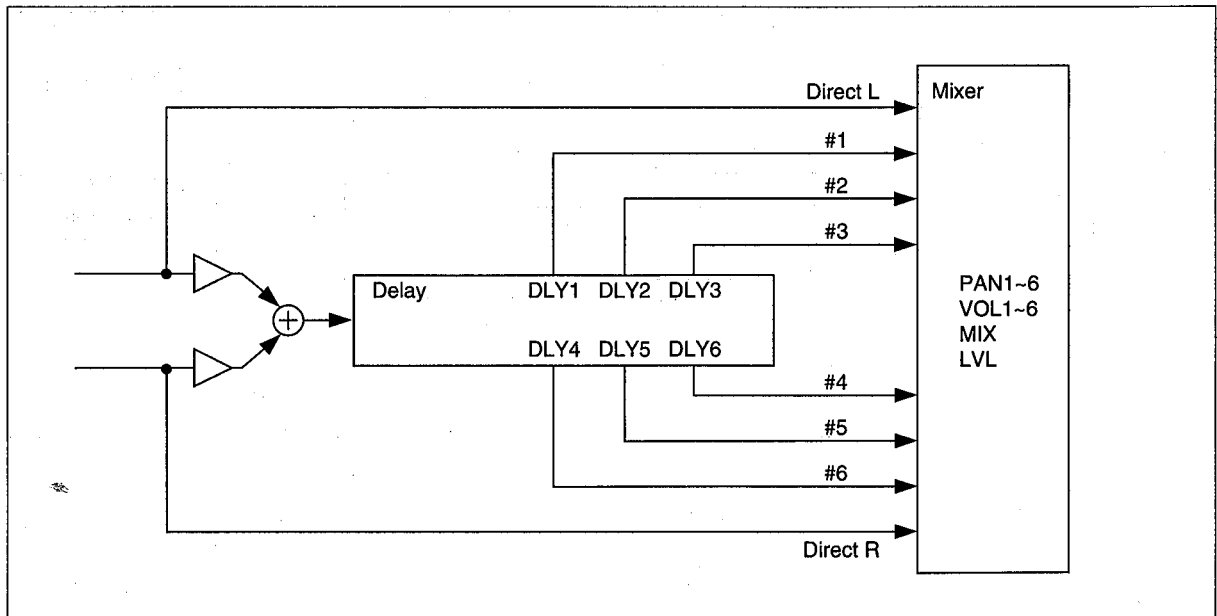 Direct L
Mixer
#1
#2
#3
Delay
DLY1 DLY2 DLY3
DLY4 DLY5 DLY6
PAN1~6
VOL1~6
MIX
LVL
#4
#5
#6
Direct R